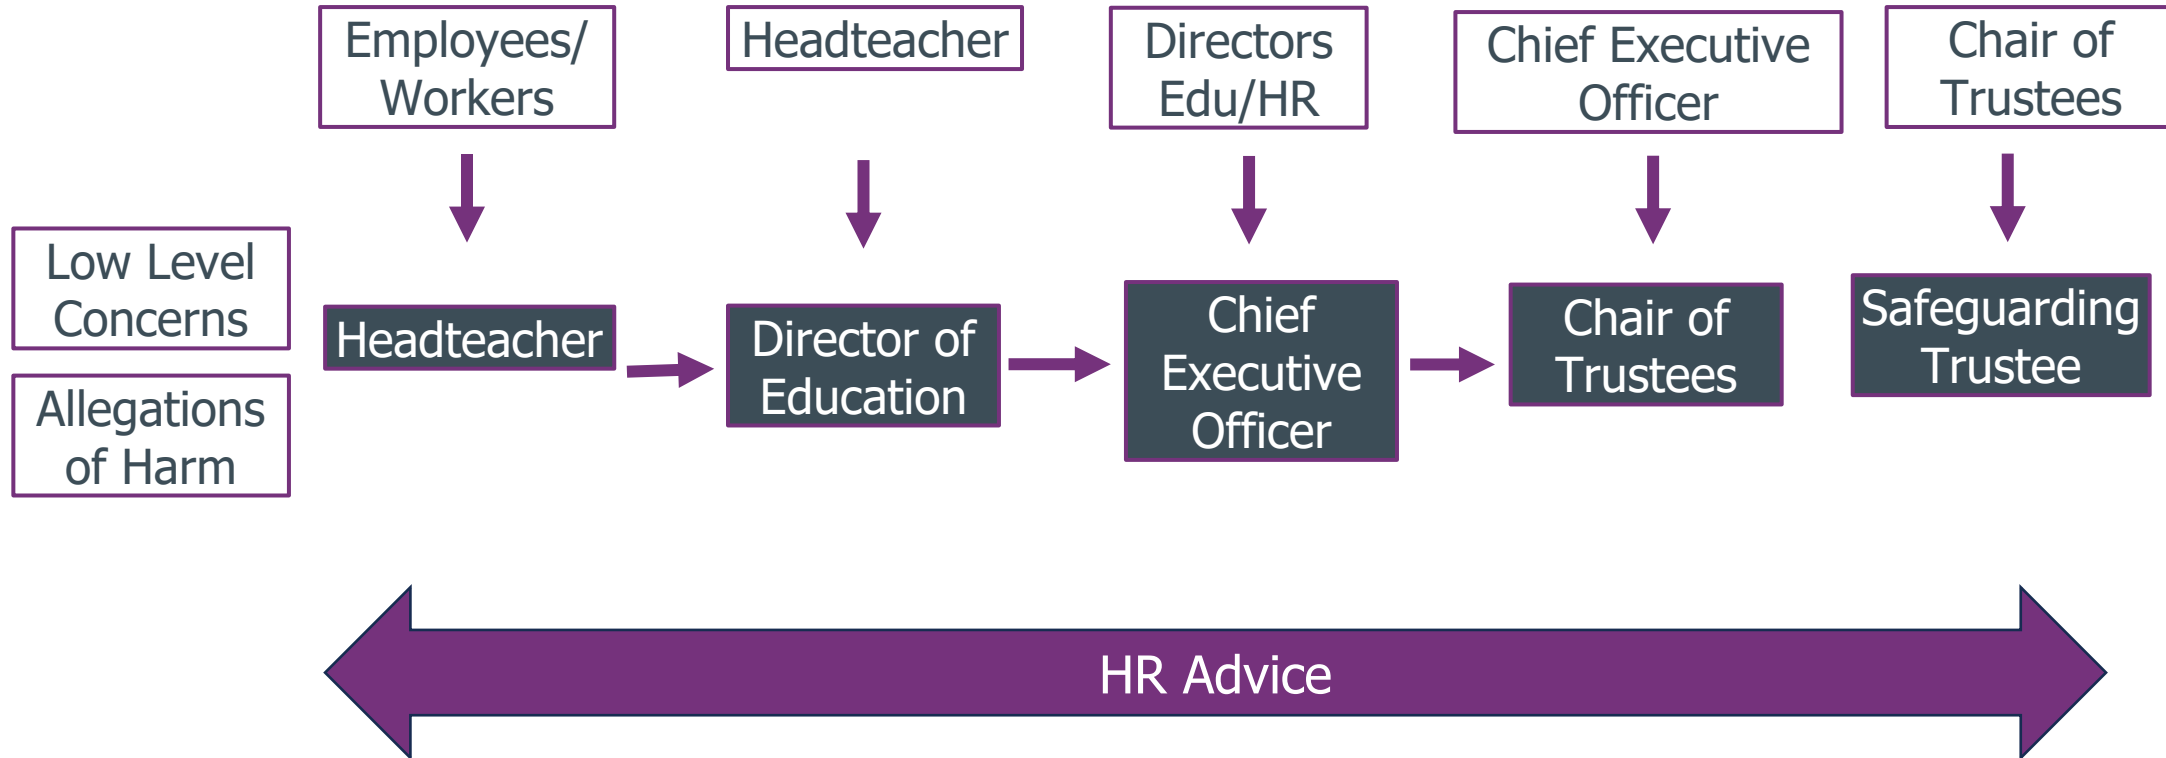 Employees/
Workers
Headteacher
Directors
Edu/HR
Chief Executive
Officer
Chair of
Trustees
Low Level
Concerns
Allegations
of Harm
Headteacher
Director of
Education
Chief
Executive
Officer
Chair of
Trustees
Safeguarding
Trustee
HR Advice